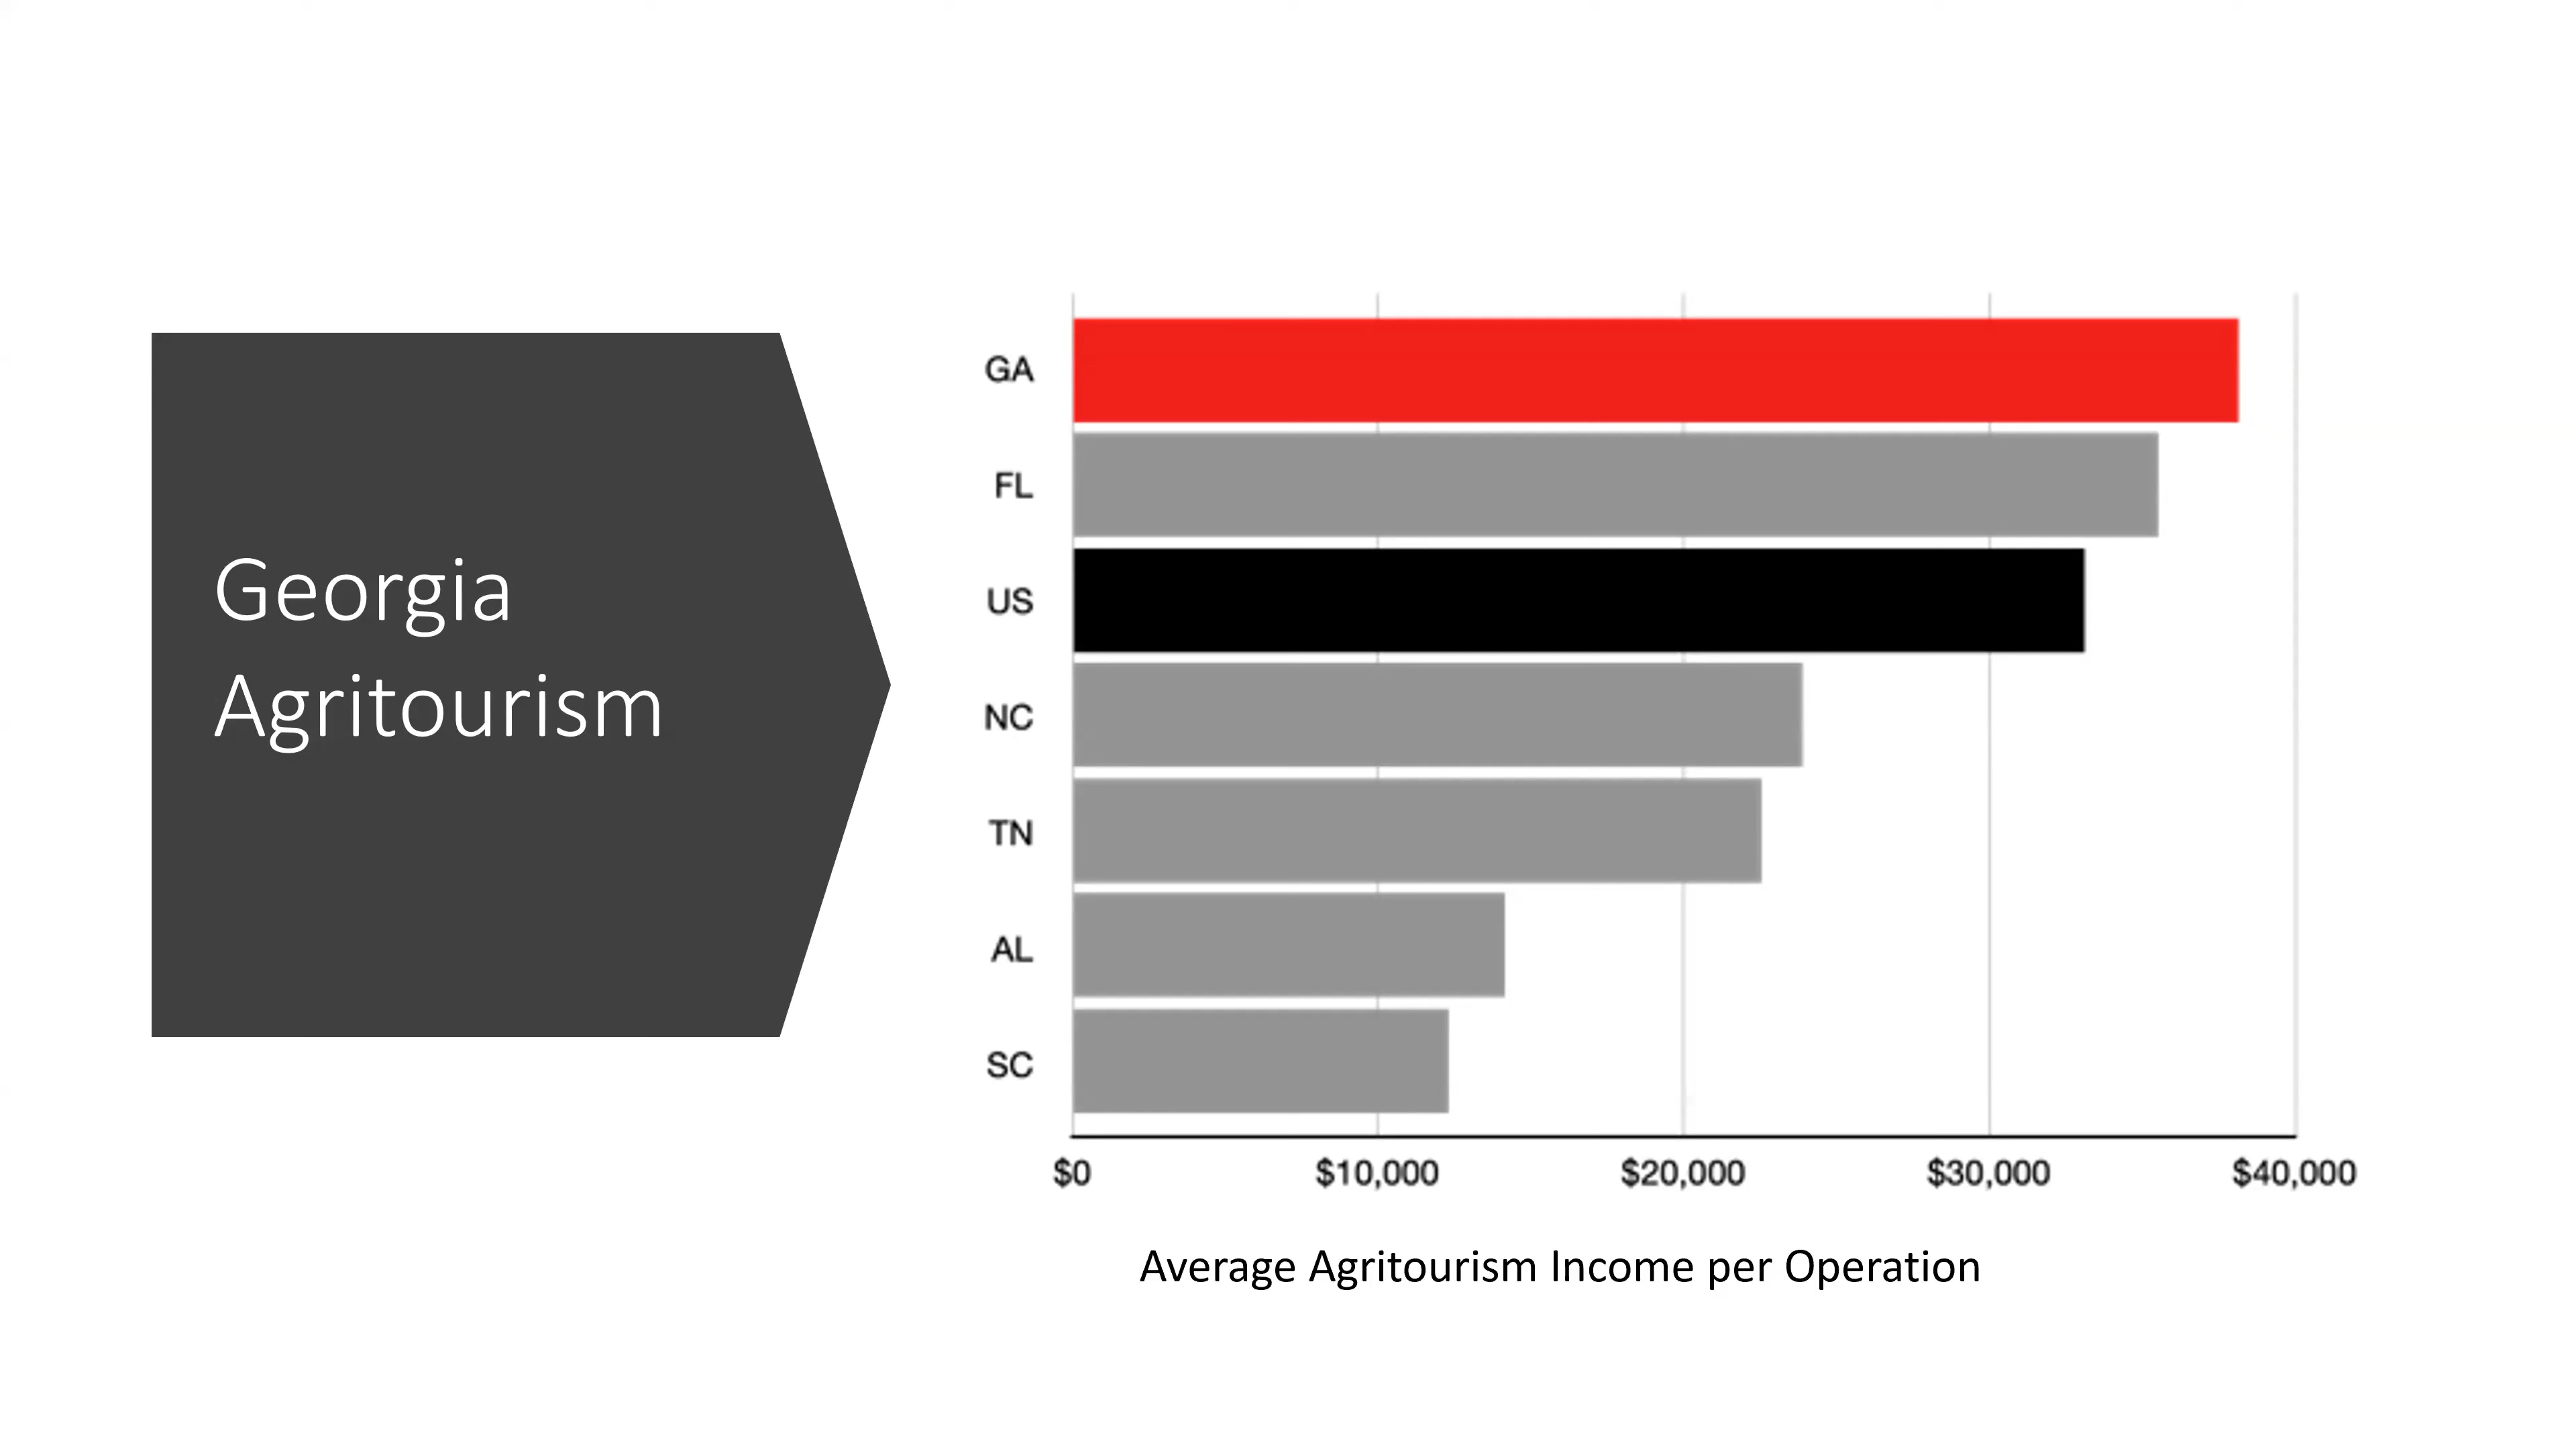 Georgia
Agritourism
GA
FL
US
NC
TN
AL
SC
$0 $10,000 $20,000 $30,000 $40,000
Average Agritourism Income per Operation